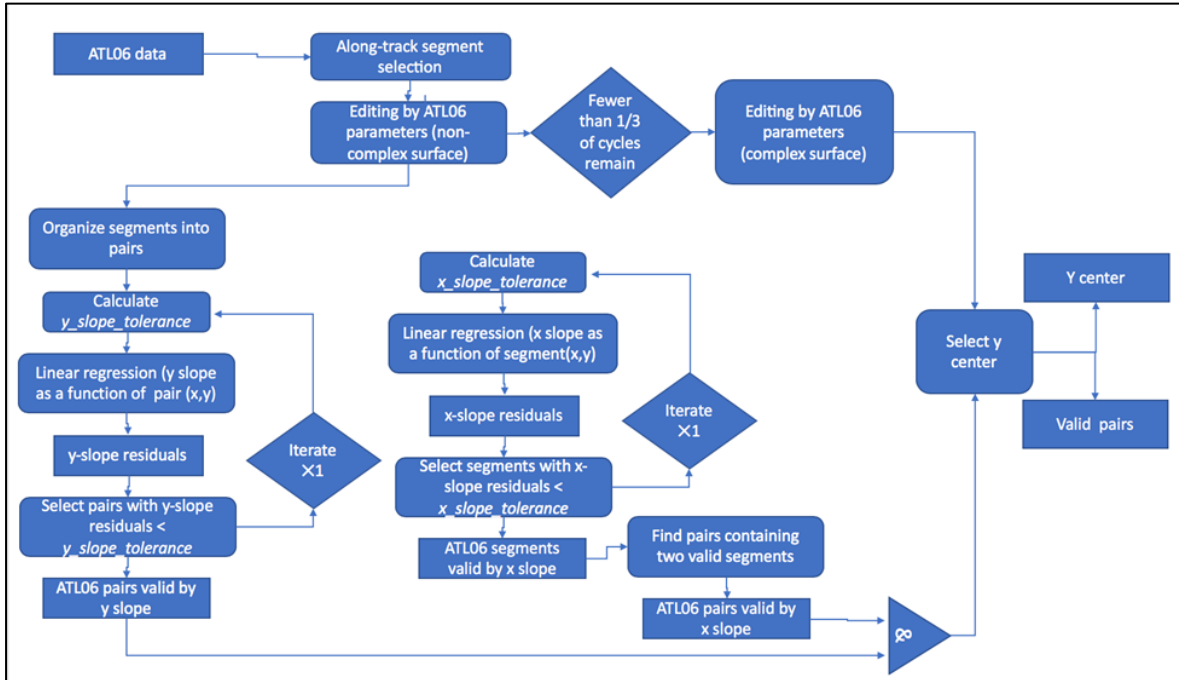 ATL06 data
Along-track segment
selection
Editing by ATL06
parameters (non-
complex surface)
Fewer
than 1/3
of cycles
remain
Editing by ATL06
parameters
(complex surface)
Organize segments into
pairs
Calculate
y_slope_tolerance
Linear regression (y slope
as a function of pair (x,y)
y-slope residuals
Iterate
×1
Select pairs with y-slope
residuals <
y_slope_tolerance
ATL06 pairs valid by
y slope
Calculate
x_slope_tolerance
Linear regression (x slope as
a function of segment(x,y)
x-slope residuals
Iterate
×1
Select segments with x-
slope residuals <
x_slope_tolerance
ATL06 segments
valid by x slope
Find pairs containing
two valid segments
ATL06 pairs valid by
x slope
&
Select y
center
Y center
Valid pairs